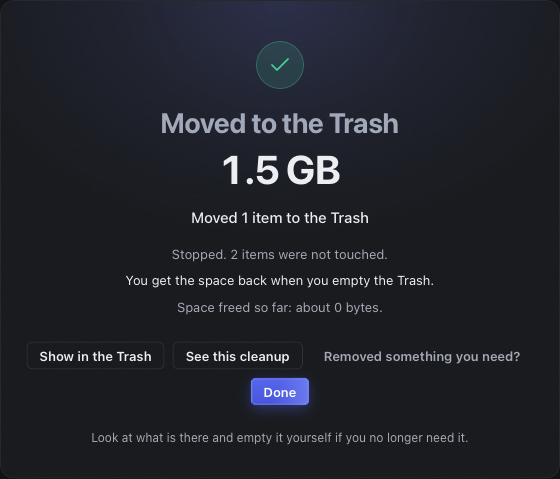 Moved to the Trash
1.5 GB
Moved 1 item to the Trash
Stopped. 2 items were not touched.
You get the space back when you empty the Trash.
Space freed so far: about 0 bytes.
Show in the Trash See this cleanup Removed something you need?
Done
Look at what is there and empty it yourself if you no longer need it.